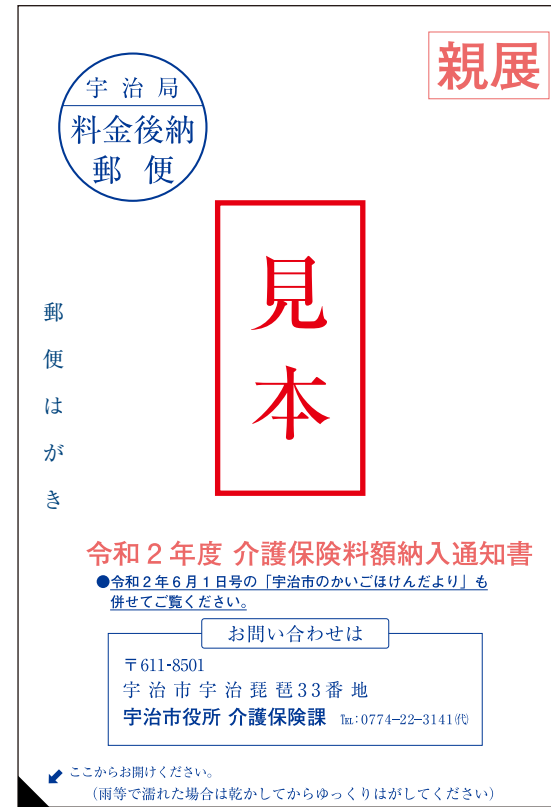 親展
宇治局
料金後納
郵便
見本
郵便はがき
令和2年度 介護保険料額納入通知書
●令和2年6月1日号の「宇治市のかいごほけんだより」も
併せてご覧ください。
お問い合わせは
〒611-8501
宇治市宇治琵琶33番地
宇治市役所 介護保険課 ℡:0774-22-3141㈹
ここからお開けください。
（雨等で濡れた場合は乾かしてからゆっくりはがしてください）